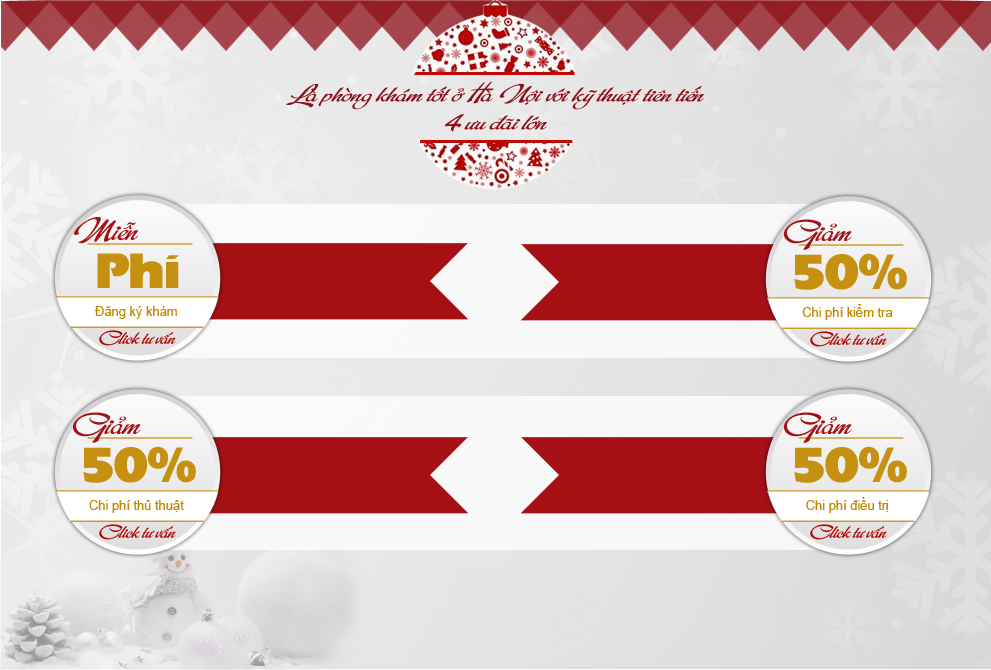 Là phòng khám tốt ở Hà Nội với kỹ thuật tiên tiến
4 ưu đãi lớn
Miễn
Phí
Đăng ký khám
Click tư vấn
Giảm
50%
Chi phí kiểm tra
Click tư vấn
Giảm
50%
Chi phí thủ thuật
Click tư vấn
Giảm
50%
Chi phí điều trị
Click tư vấn